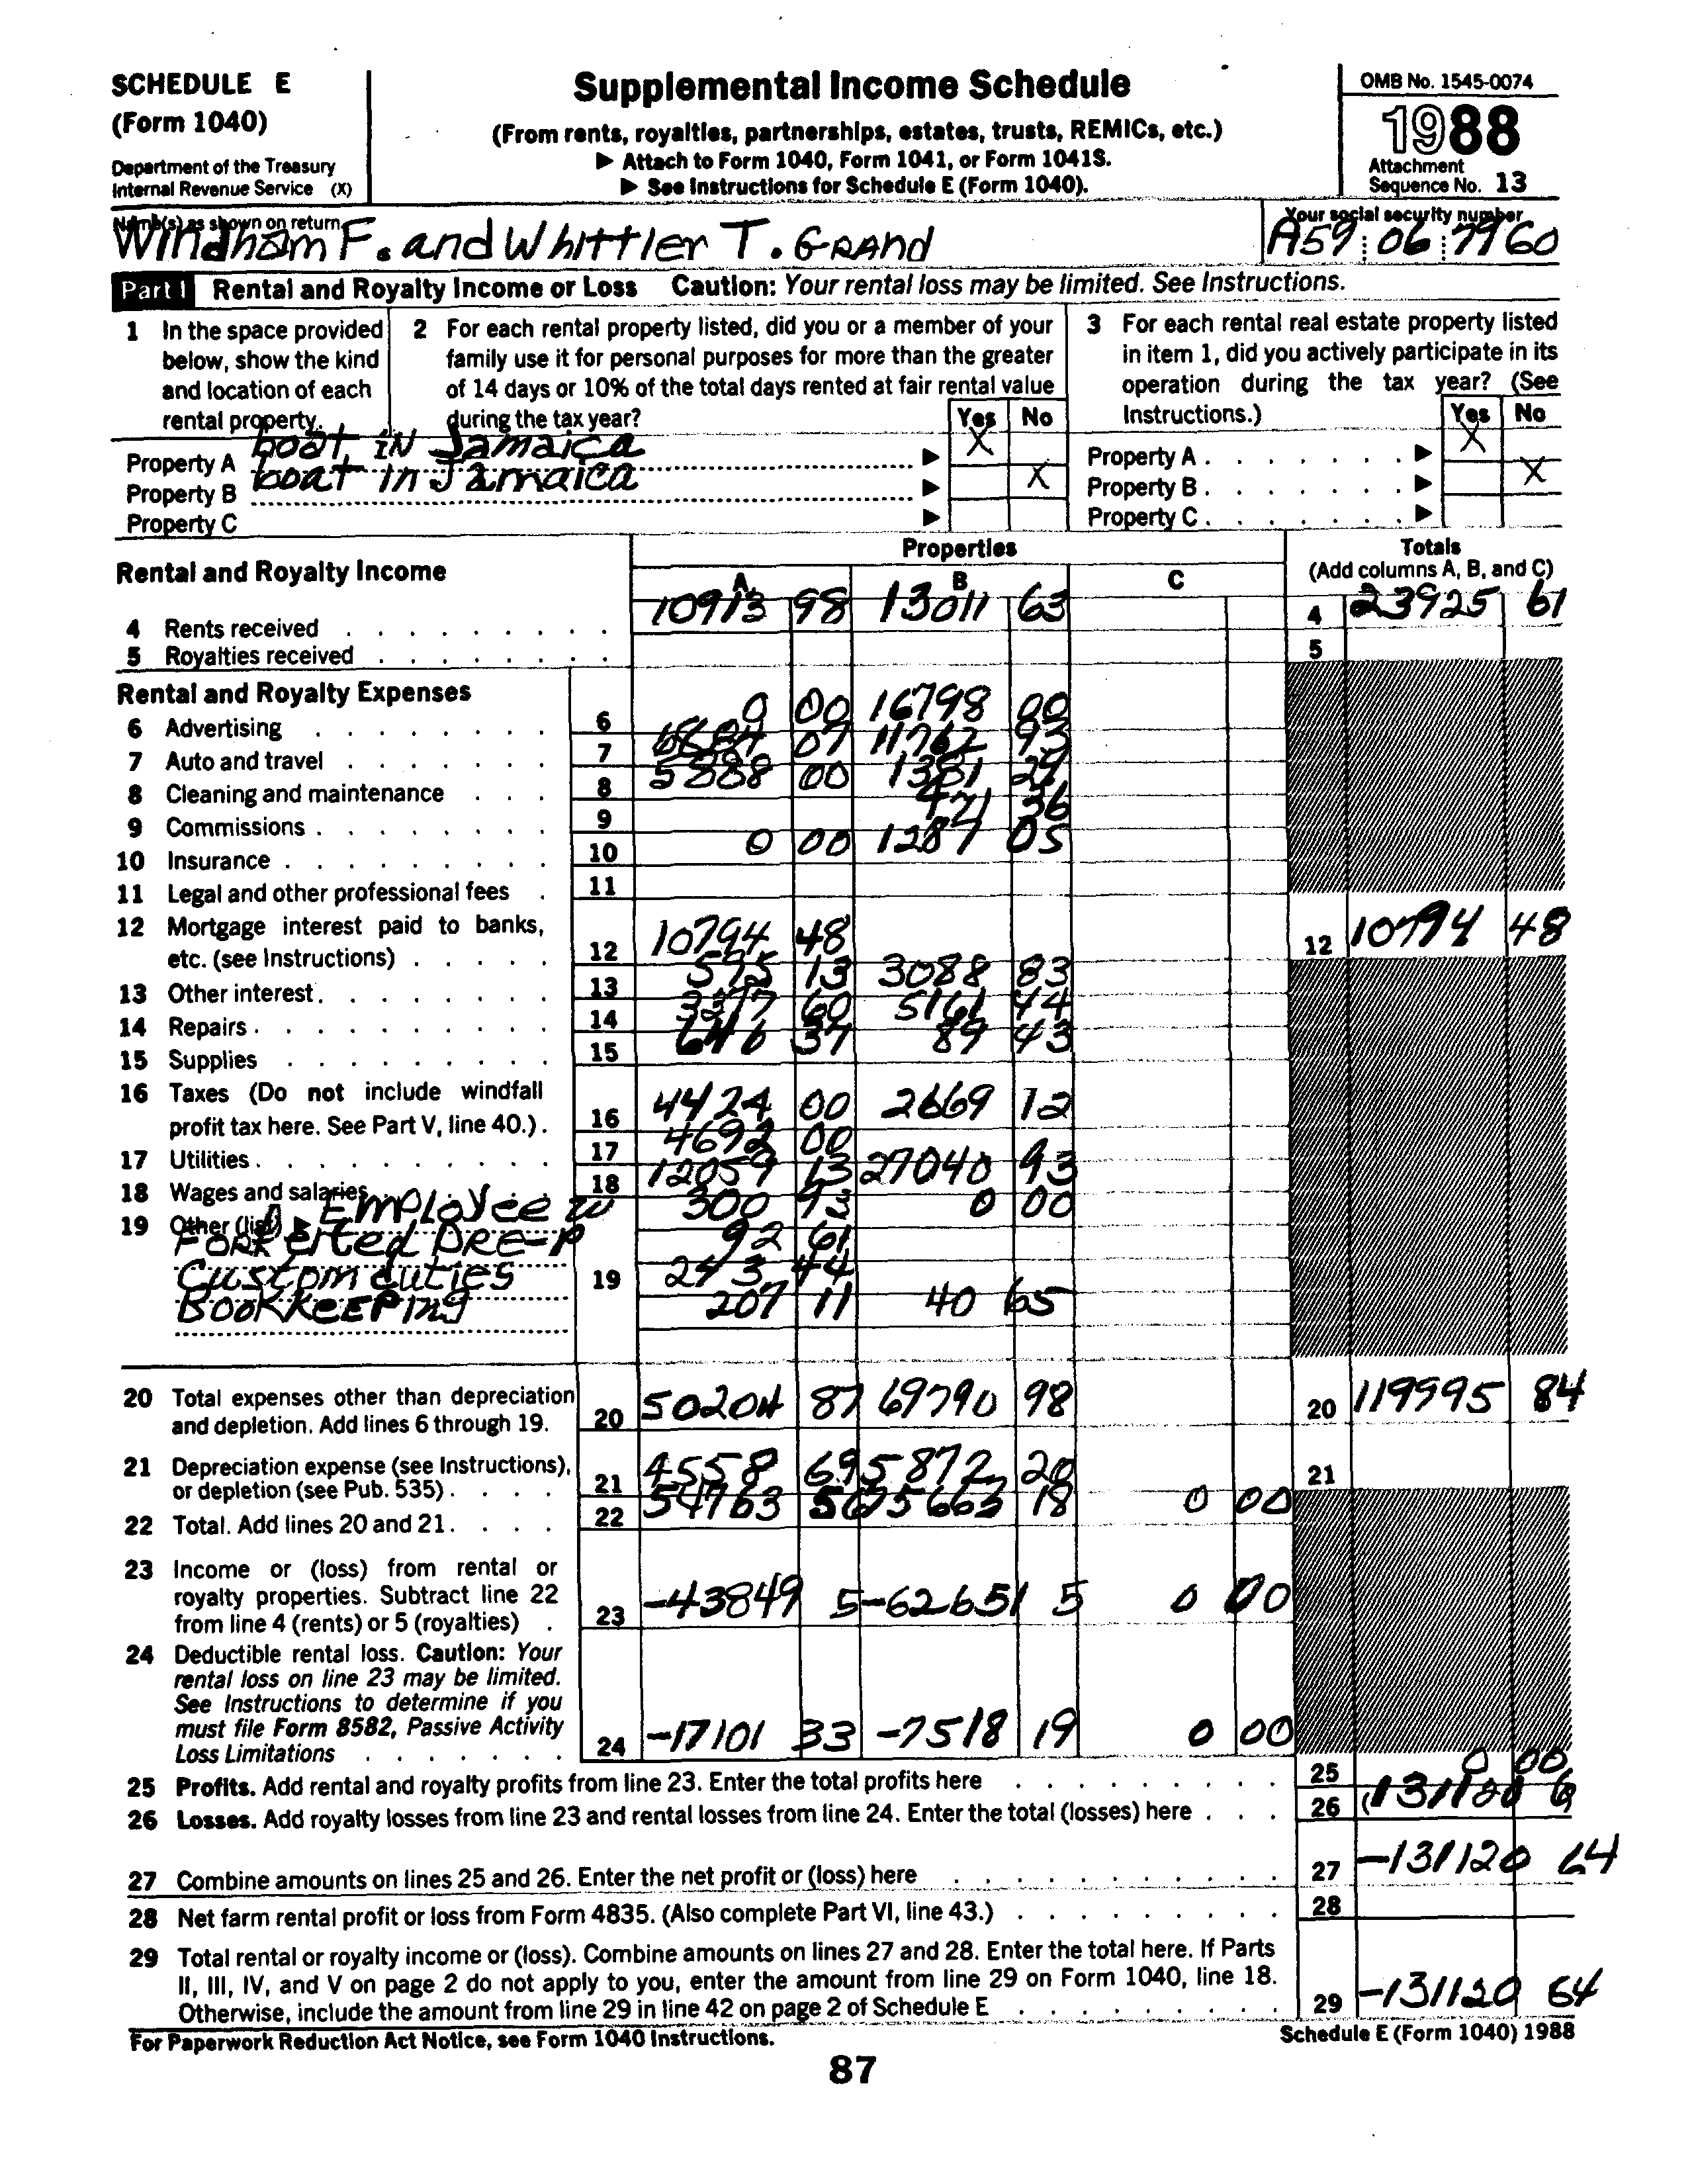 SCHEDULE E
(Form 1040)
Department of the Treasury
Internal Revenue Service (X)
Supplemental Income Schedule
(From rents, royalties, partnerships, estates, trusts, REMICs, etc.)
▶ Attach to Form 1040, Form 1041, or Form 1041S.
▶ See Instructions for Schedule E (Form 1040).
OMB No. 1545-0074
1988
Attachment
Sequence No. 13
Name(s) as shown on return
Windham F. and Whittler T. GRAnd
Your social security number
A59 06 7960
Part I Rental and Royalty Income or Loss Caution: Your rental loss may be limited. See Instructions.
1 In the space provided below, show the kind and location of each rental property.
2 For each rental property listed, did you or a member of your family use it for personal purposes for more than the greater of 14 days or 10% of the total days rented at fair rental value during the tax year?
Yes No
3 For each rental real estate property listed in item 1, did you actively participate in its operation during the tax year? (See Instructions.)
Yes No
Property A boat IN Jamaica ▶ X Property A ▶ X
Property B boat in Jamaica ▶ X Property B ▶ X
Property C ▶ Property C ▶
Rental and Royalty Income
Properties
A B C
Totals
(Add columns A, B, and C)
4 Rents received 10913 98 13011 63 4 23925 61
5 Royalties received 5
Rental and Royalty Expenses
6 Advertising 6 0 00 16798 00
7 Auto and travel 7 07 11762 93
8 Cleaning and maintenance 8 5888 00 1381
9 Commissions 9 471 36
10 Insurance 10 0 00 1287 05
11 Legal and other professional fees 11
12 Mortgage interest paid to banks, etc. (see Instructions) 12 10794 48 12 10794 48
13 Other interest 13 595 13 3088 83
14 Repairs 14 3277 60 5161 44
15 Supplies 15 646 37 89 43
16 Taxes (Do not include windfall profit tax here. See Part V, line 40.) 16 4424 00 2669 12
17 Utilities 17 4692 00
18 Wages and salaries 18 12059 13 27040 93
19 Other (list) ▶ EmPLoyee W 300 93 0 00
FORK eited PRE-P 92 61
Custom duties 19 44
BOOKKEEPing 207 11 40 65
20 Total expenses other than depreciation and depletion. Add lines 6 through 19. 20 50204 87 69790 98 20 119995 84
21 Depreciation expense (see Instructions), or depletion (see Pub. 535) 21 4558 69 5872 20 21
22 Total. Add lines 20 and 21 22 54763 56 75663 18 0 00
23 Income or (loss) from rental or royalty properties. Subtract line 22 from line 4 (rents) or 5 (royalties) 23 -43849 5 -62651 5 0 00
24 Deductible rental loss. Caution: Your rental loss on line 23 may be limited. See Instructions to determine if you must file Form 8582, Passive Activity Loss Limitations 24 -17101 33 -7518 19 0 00
25 Profits. Add rental and royalty profits from line 23. Enter the total profits here 25 0 00
26 Losses. Add royalty losses from line 23 and rental losses from line 24. Enter the total (losses) here 26 (131120 6)
27 Combine amounts on lines 25 and 26. Enter the net profit or (loss) here 27 -131120 64
28 Net farm rental profit or loss from Form 4835. (Also complete Part VI, line 43.) 28
29 Total rental or royalty income or (loss). Combine amounts on lines 27 and 28. Enter the total here. If Parts II, III, IV, and V on page 2 do not apply to you, enter the amount from line 29 on Form 1040, line 18. Otherwise, include the amount from line 29 in line 42 on page 2 of Schedule E 29 -131120 64
For Paperwork Reduction Act Notice, see Form 1040 Instructions.
Schedule E (Form 1040) 1988
87